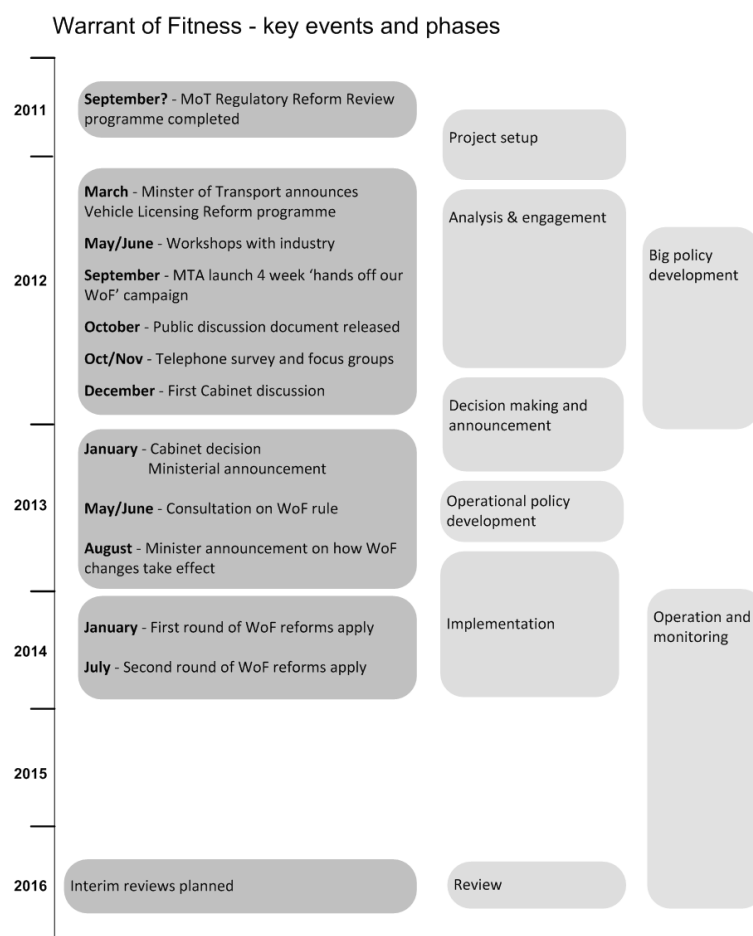 Warrant of Fitness - key events and phases
2011
September? - MoT Regulatory Reform Review
programme completed
Project setup
2012
March - Minster of Transport announces
Vehicle Licensing Reform programme
May/June - Workshops with industry
September - MTA launch 4 week ‘hands off our
WoF’ campaign
October - Public discussion document released
Oct/Nov - Telephone survey and focus groups
December - First Cabinet discussion
Analysis & engagement
Big policy
development
Decision making and
announcement
2013
January - Cabinet decision
Ministerial announcement
May/June - Consultation on WoF rule
August - Minister announcement on how WoF
changes take effect
Operational policy
development
2014
January - First round of WoF reforms apply
July - Second round of WoF reforms apply
Implementation
Operation and
monitoring
2015
2016
Interim reviews planned
Review